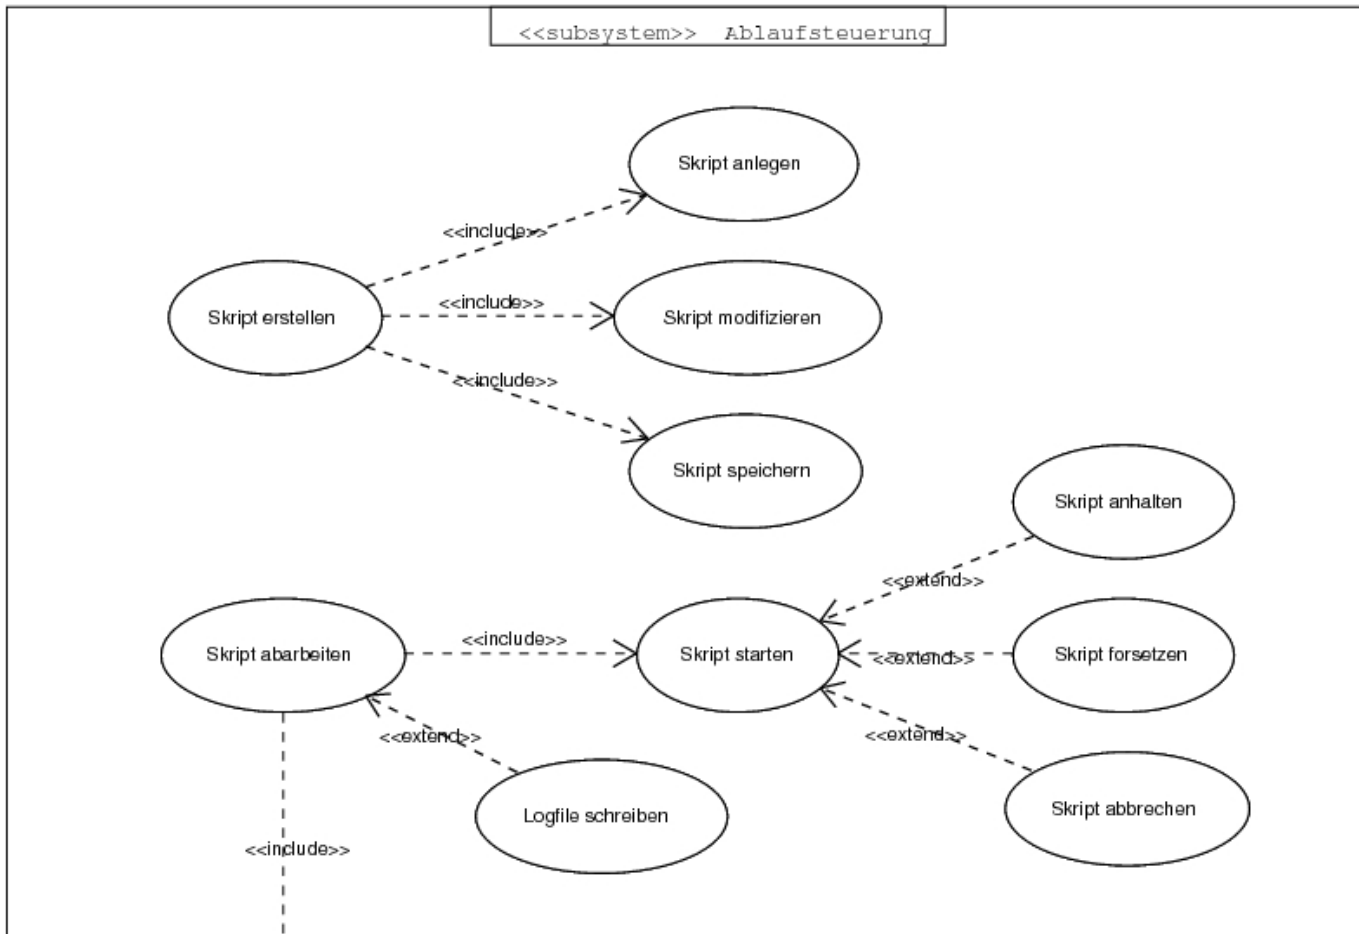 <<subsystem>> Ablaufsteuerung
Skript anlegen
<<include>>
Skript erstellen
<<include>>
Skript modifizieren
<<include>>
Skript speichern
Skript anhalten
<<extend>>
Skript abarbeiten
<<include>>
Skript starten
<<extend>>
Skript forsetzen
<<extend>>
<<extend>>
Logfile schreiben
Skript abbrechen
<<include>>